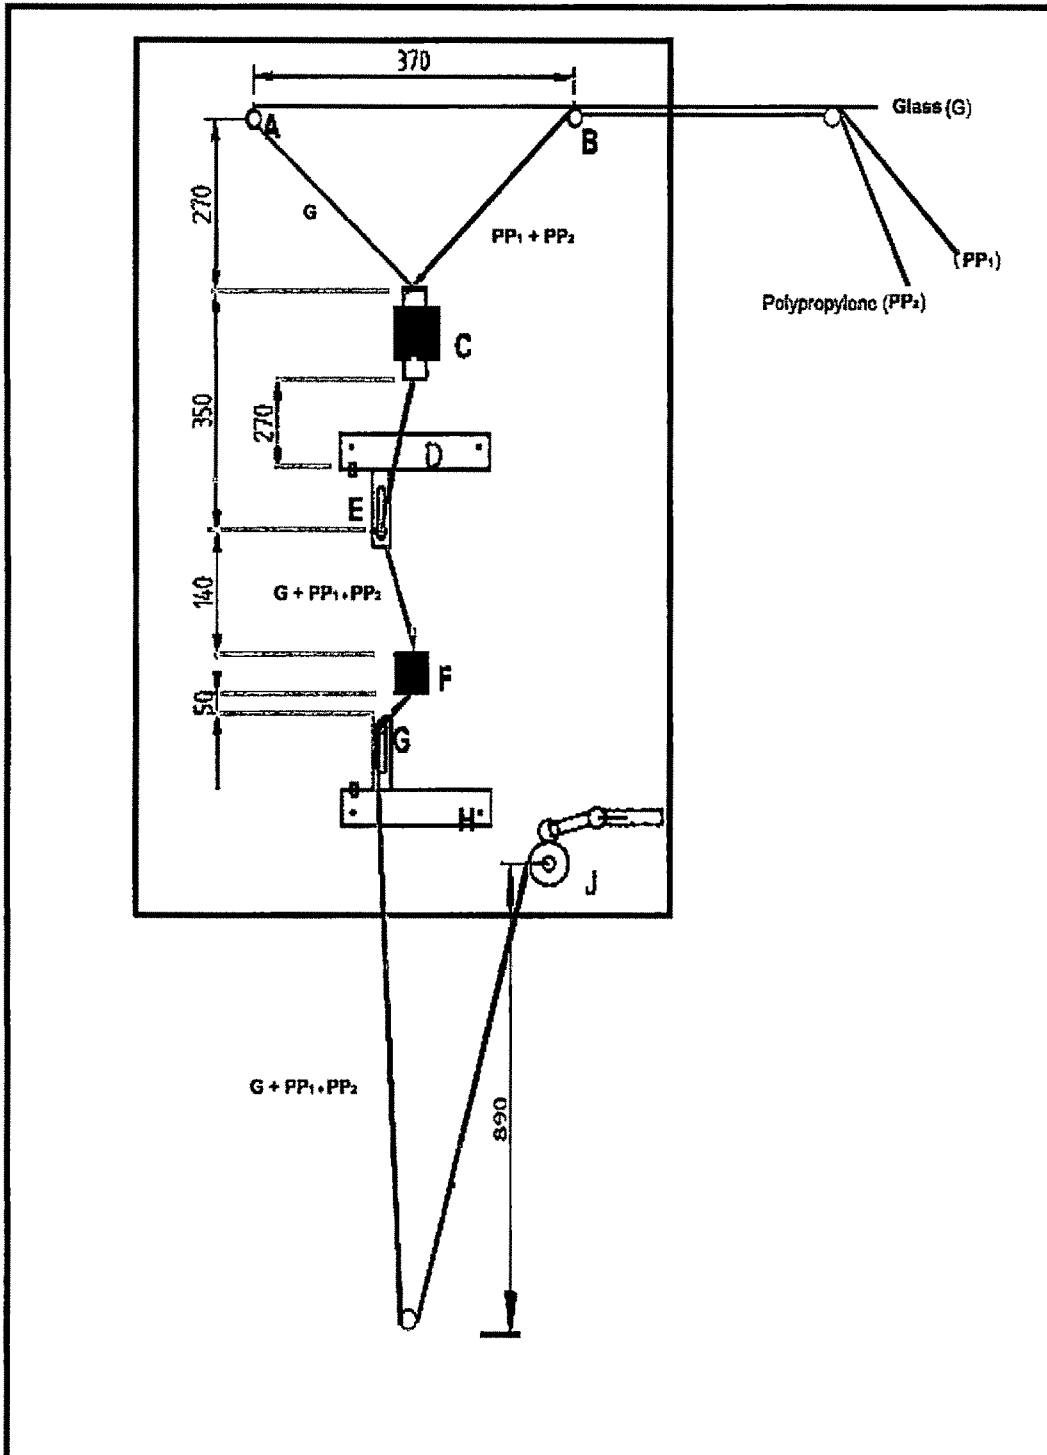 370
Glass (G)
A
B
270
G
PP₁ + PP₂
(PP₁)
Polypropylene (PP₂)
C
350
270
D
E
140
G + PP₁+PP₂
F
50
G
H
J
G + PP₁+PP₂
890